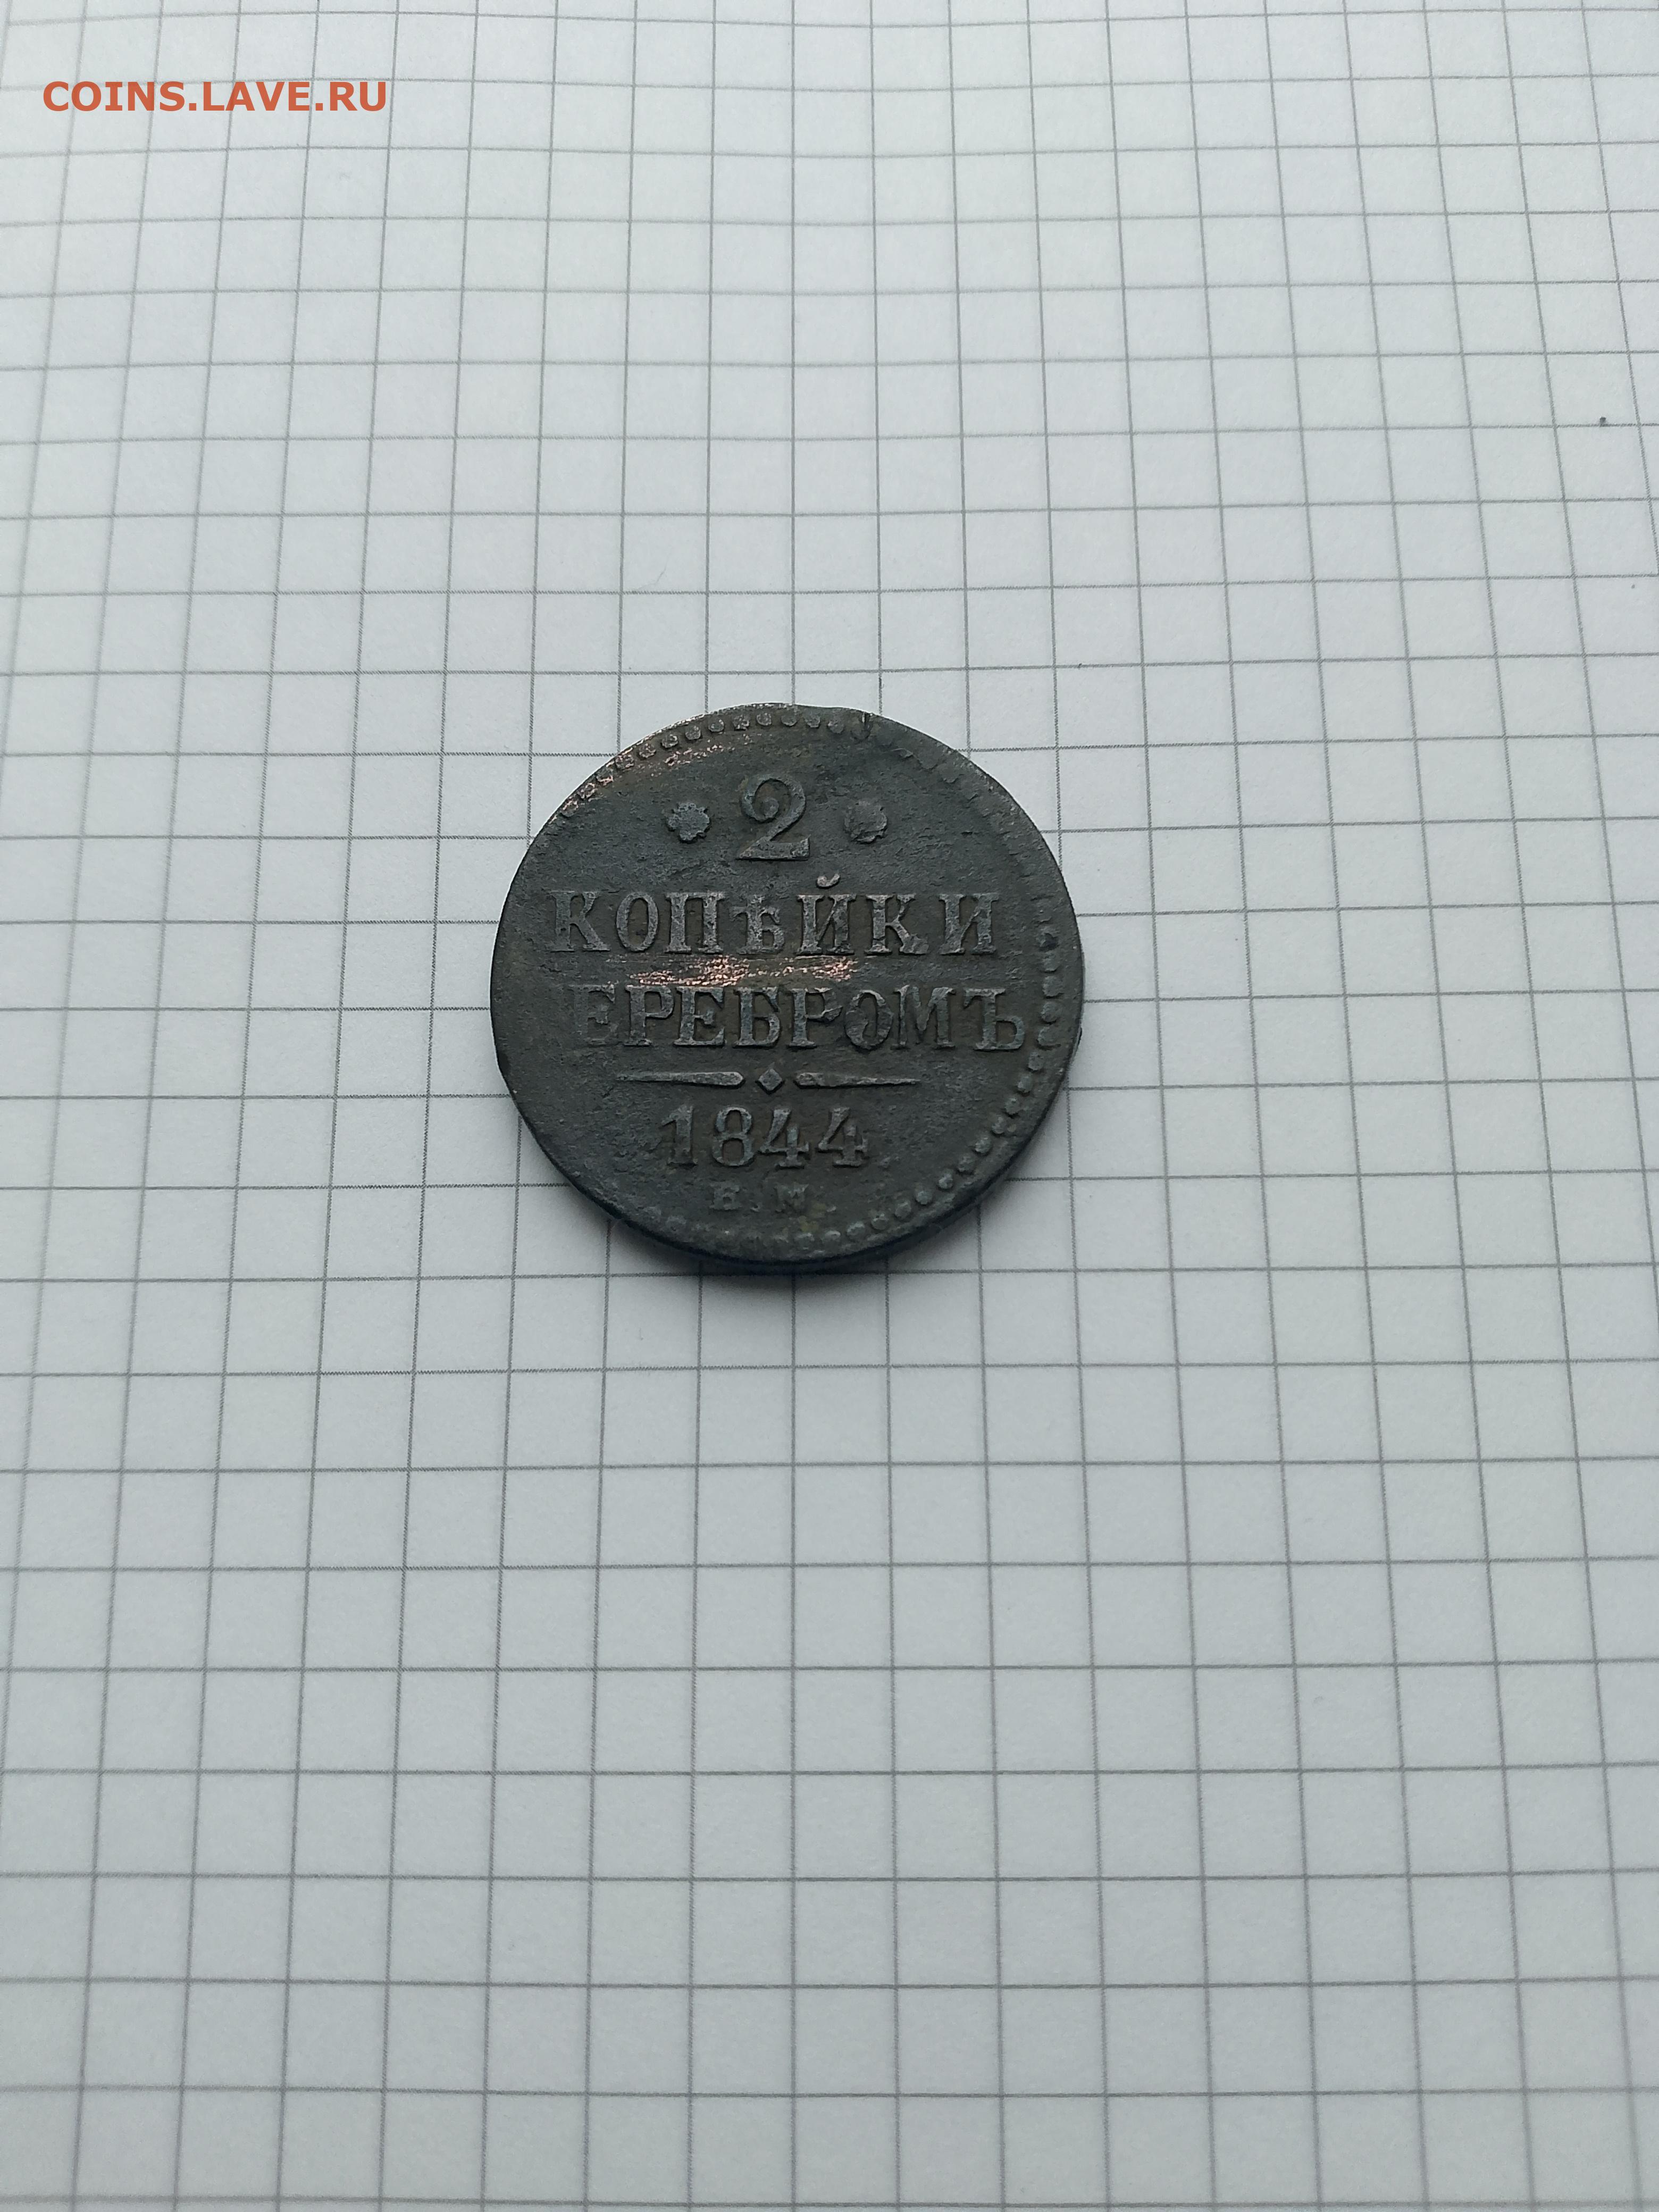 COINS.LAVE.RU
2
КОПѢЙКИ
ЕРЕБРОМЪ
1844
Е.М.